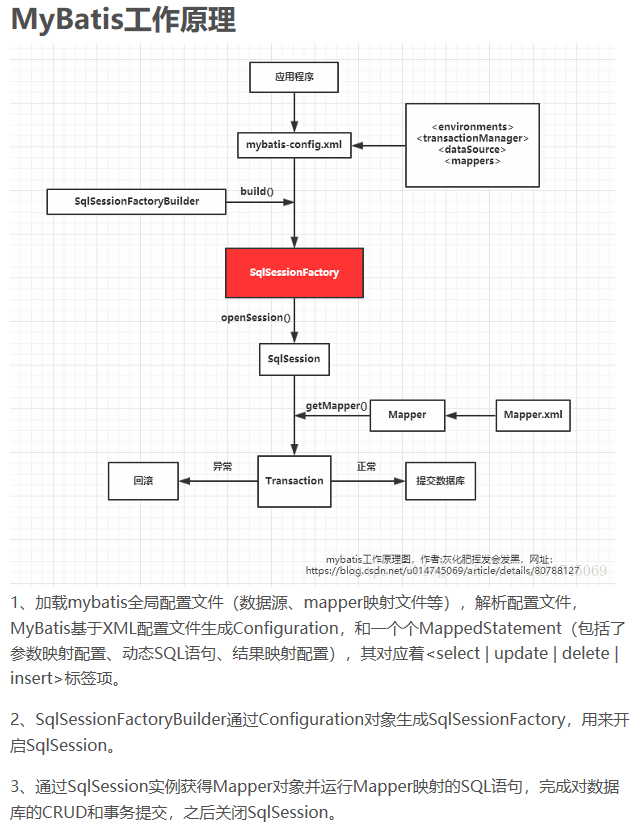 MyBatis工作原理
应用程序
mybatis-config.xml
<environments>
<transactionManager>
<dataSource>
<mappers>
SqlSessionFactoryBuilder
build()
SqlSessionFactory
openSession()
SqlSession
getMapper()
Mapper
Mapper.xml
回滚
异常
Transaction
正常
提交数据库
mybatis工作原理图，作者:灰化肥挥发会发黑，网址：
https://blog.csdn.net/u014745069/article/details/80788127
1、加载mybatis全局配置文件（数据源、mapper映射文件等），解析配置文件，
MyBatis基于XML配置文件生成Configuration，和一个个MappedStatement（包括了
参数映射配置、动态SQL语句、结果映射配置），其对应着<select | update | delete |
insert>标签项。
2、SqlSessionFactoryBuilder通过Configuration对象生成SqlSessionFactory，用来开
启SqlSession。
3、通过SqlSession实例获得Mapper对象并运行Mapper映射的SQL语句，完成对数据
库的CRUD和事务提交，之后关闭SqlSession。